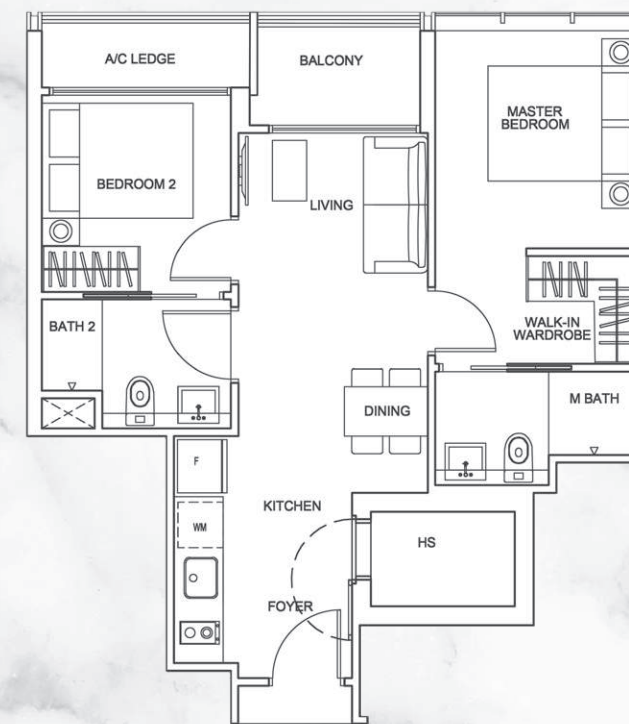 A/C LEDGE
BALCONY
MASTER
BEDROOM
BEDROOM 2
LIVING
BATH 2
WALK-IN
WARDROBE
DINING
M BATH
F
WM
KITCHEN
HS
FOYER